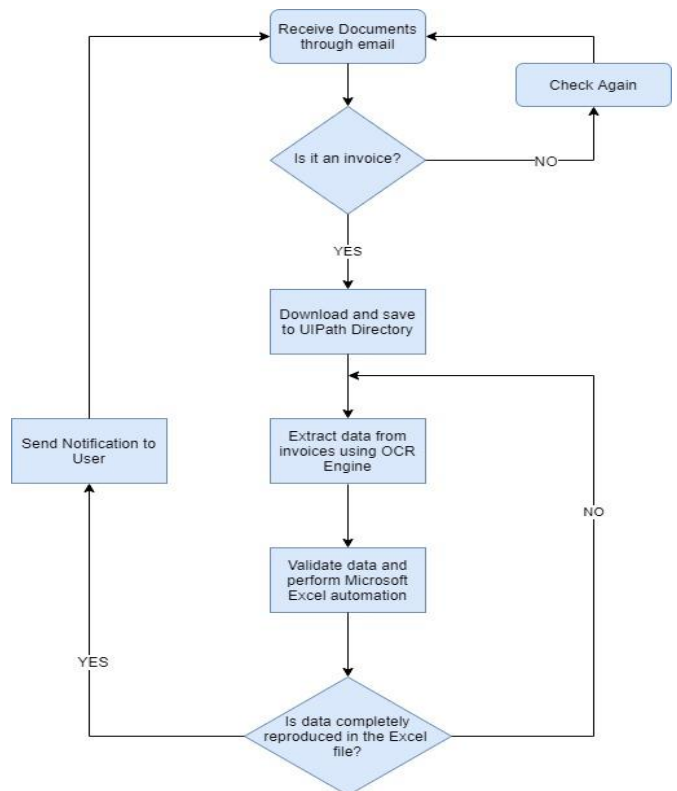 Receive Documents
through email
Check Again
Is it an invoice?
NO
YES
Download and save
to UIPath Directory
Send Notification to
User
Extract data from
invoices using OCR
Engine
NO
Validate data and
perform Microsoft
Excel automation
YES
Is data completely
reproduced in the Excel
file?